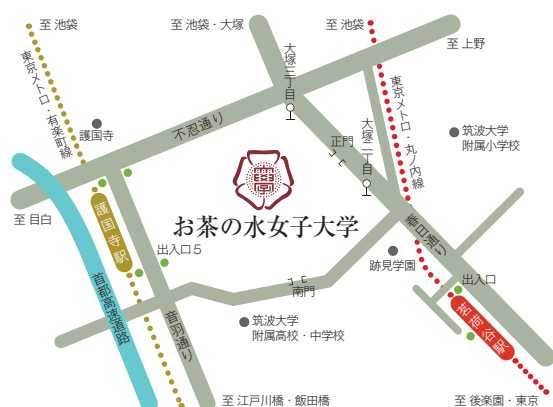 至 池袋
至 池袋・大塚
至 池袋
至 上野
東京メトロ・有楽町線
大塚三丁目
東京メトロ・丸ノ内線
護国寺
不忍通り
大塚二丁目
正門
筑波大学
附属小学校
至 目白
護国寺駅
お茶の水女子大学
春日通り
出入口5
跡見学園
出入口
首都高速道路
南門
音羽通り
筑波大学
附属高校・中学校
茗荷谷駅
至 江戸川橋・飯田橋
至 後楽園・東京